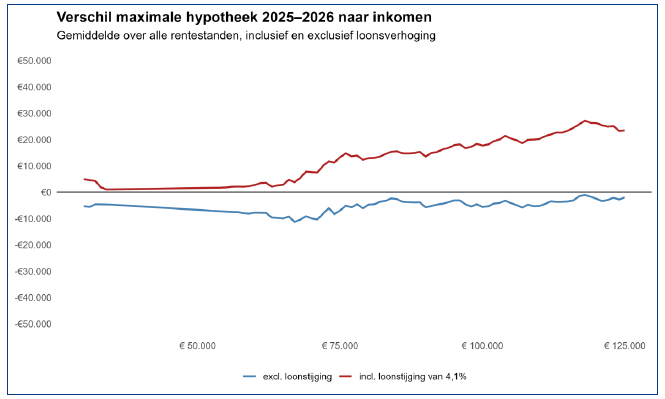 Verschil maximale hypotheek 2025–2026 naar inkomen
Gemiddelde over alle rentestanden, inclusief en exclusief loonsverhoging
€50.000
€40.000
€30.000
€20.000
€10.000
€0
-€10.000
-€20.000
-€30.000
-€40.000
-€50.000
€ 50.000 € 75.000 € 100.000 € 125.000
excl. loonstijging incl. loonstijging van 4,1%